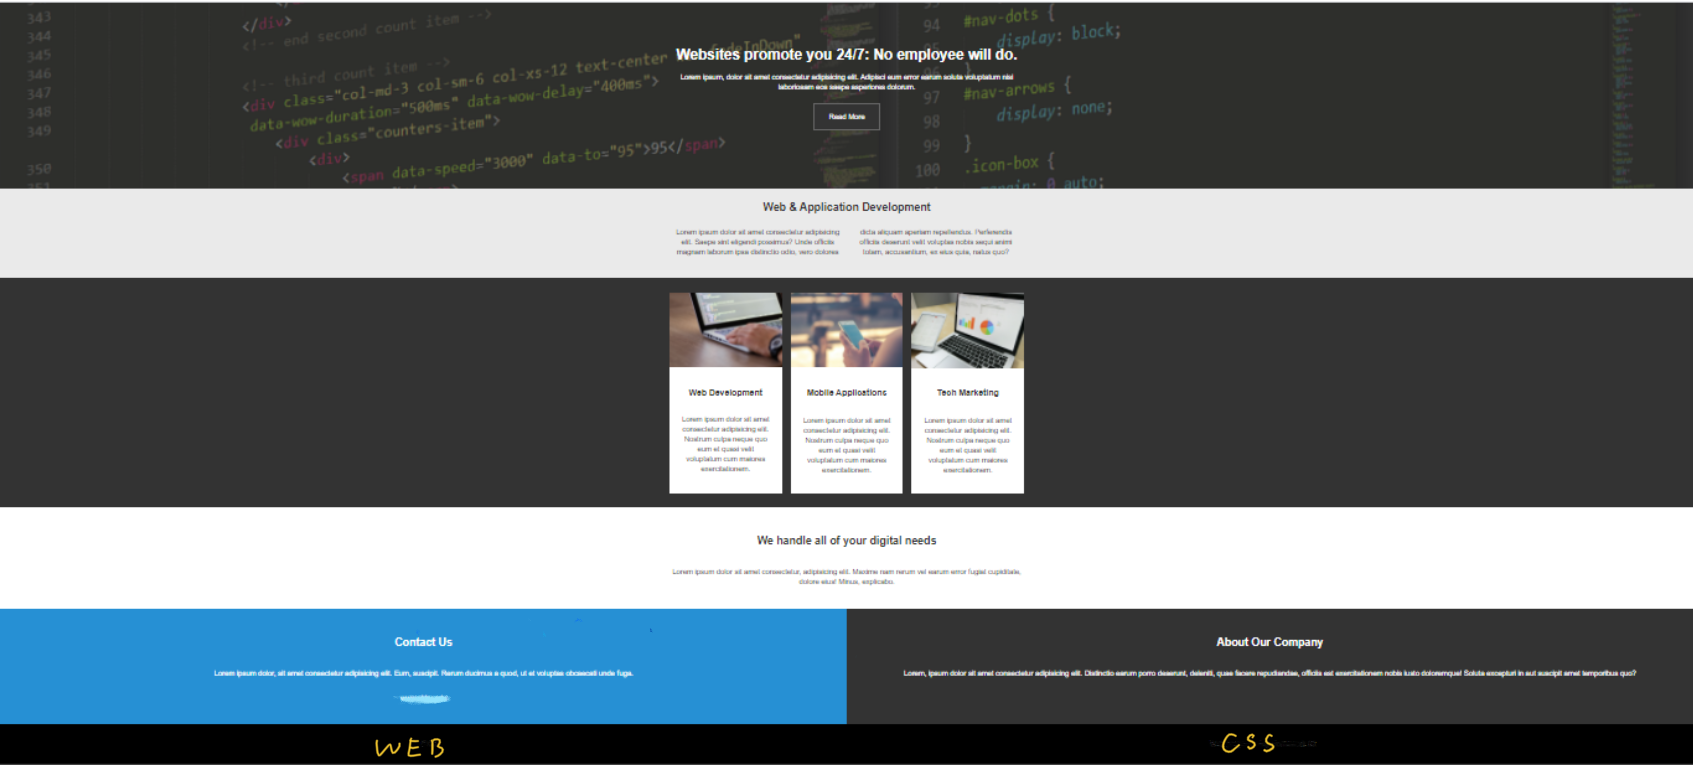 343
344
345
346
347
348
349
350
351
</div>
<!-- end second count item -->
<!-- third count item -->
<div class="col-md-3 col-sm-6 col-xs-12 text-center
data-wow-duration="500ms" data-wow-delay="400ms">
<div class="counters-item">
<div>
<span data-speed="3000" data-to="95">95</span>
94
97
98
99
100
#nav-dots {
display: block;
#nav-arrows {
display: none;
}
.icon-box {
0 auto;
Websites promote you 24/7: No employee will do.
Lorem ipsum, dolor sit amet consectetur adipisicing elit. Adipisci eum error earum soluta voluptatum nisi
laboriosam eos saepe asperiores dolorum.
Read More
Web & Application Development
Lorem ipsum dolor sit amet consectetur adipisicing
elit. Saepe sint eligendi possimus? Unde officiis
magnam laborum ipsa distinctio odio, vero dolores
dicta aliquam aperiam repellendus. Perferendis
officiis deserunt velit voluptas nobis sequi animi
totam, accusantium, ex eius quia, natus quo?
Web Development
Lorem ipsum dolor sit amet
consectetur adipisicing elit.
Nostrum culpa neque quo
eum et quasi velit
voluptatum cum maiores
exercitationem.
Mobile Applications
Lorem ipsum dolor sit amet
consectetur adipisicing elit.
Nostrum culpa neque quo
eum et quasi velit
voluptatum cum maiores
exercitationem.
Tech Marketing
Lorem ipsum dolor sit amet
consectetur adipisicing elit.
Nostrum culpa neque quo
eum et quasi velit
voluptatum cum maiores
exercitationem.
We handle all of your digital needs
Lorem ipsum dolor sit amet consectetur, adipisicing elit. Maxime nam rerum vel earum error fugiat cupiditate,
dolore eius! Minus, explicabo.
Contact Us
Lorem ipsum dolor, sit amet consectetur adipisicing elit. Eum, suscipit. Rerum ducimus a quod, ut et voluptas obcaecati unde fuga.
About Our Company
Lorem, ipsum dolor sit amet consectetur adipisicing elit. Distinctio earum porro deserunt, deleniti, quae facere repudiandae, officiis est exercitationem nobis iusto doloremque! Soluta excepturi in aut suscipit amet temporibus quo?
WEB
CSS